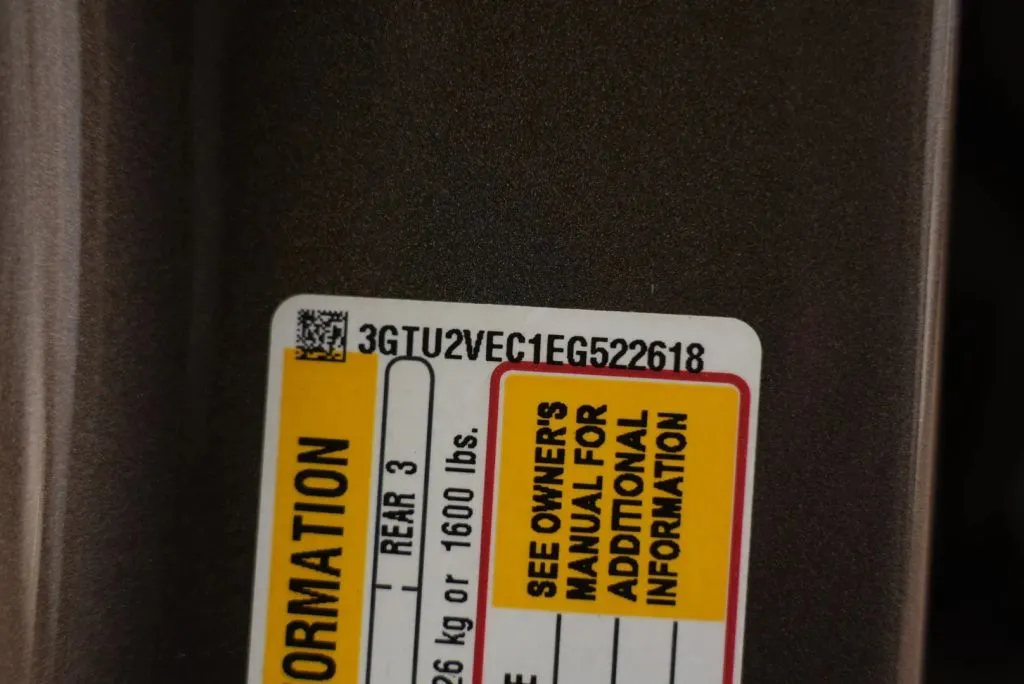 3GTU2VEC1EG522618
ORMATION
REAR 3
26 kg or 1600 lbs.
SEE OWNER'S
MANUAL FOR
ADDITIONAL
INFORMATION
E